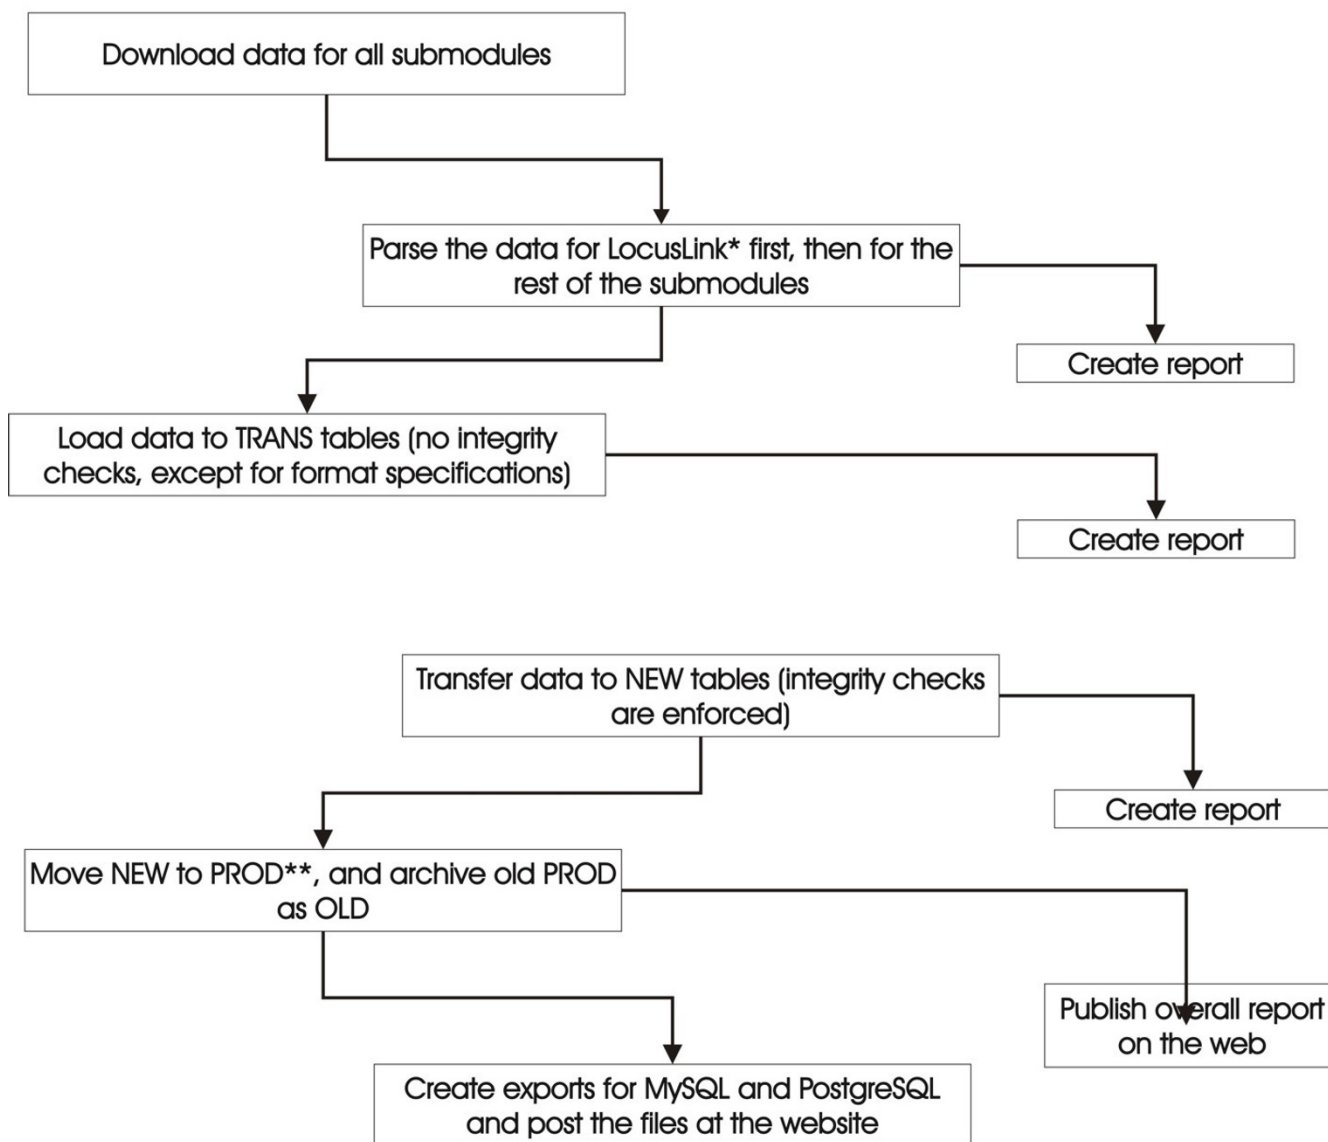 Download data for all submodules
Parse the data for LocusLink* first, then for the
rest of the submodules
Create report
Load data to TRANS tables (no integrity
checks, except for format specifications)
Create report
Transfer data to NEW tables (integrity checks
are enforced)
Create report
Move NEW to PROD**, and archive old PROD
as OLD
Publish overall report
on the web
Create exports for MySQL and PostgreSQL
and post the files at the website